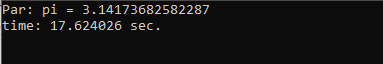 Par: pi = 3.14173682582287
time: 17.624026 sec.